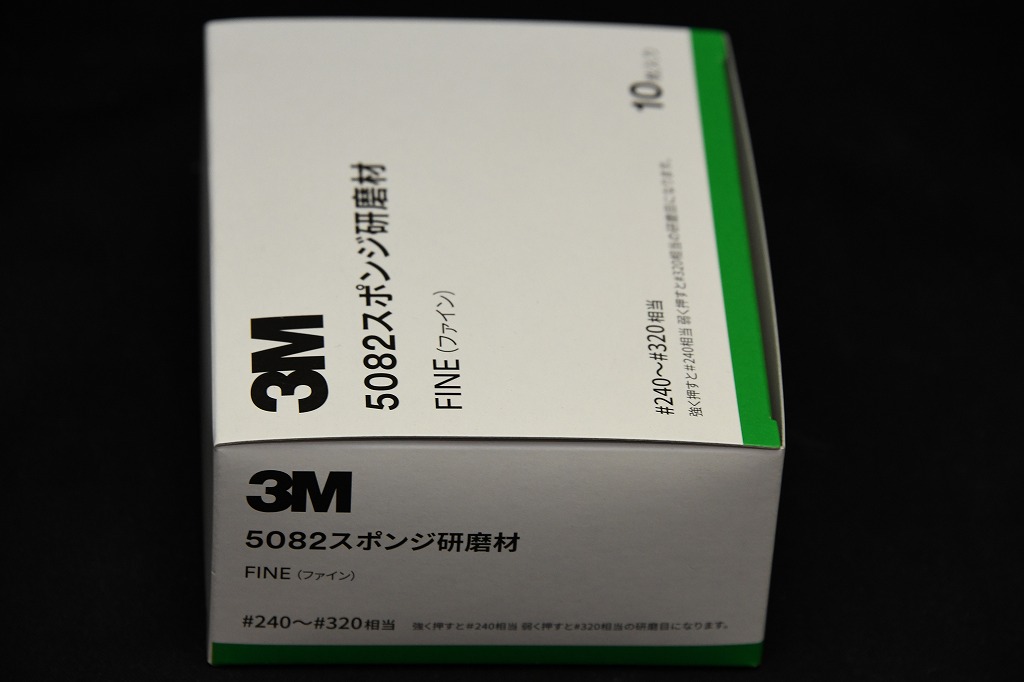 3M
5082スポンジ研磨材
FINE (ファイン)
#240〜#320相当
強く押すと#240相当 弱く押すと#320相当の研磨目になります。
10枚入り
3M
5082スポンジ研磨材
FINE (ファイン)
#240〜#320相当 強く押すと#240相当 弱く押すと#320相当の研磨目になります。